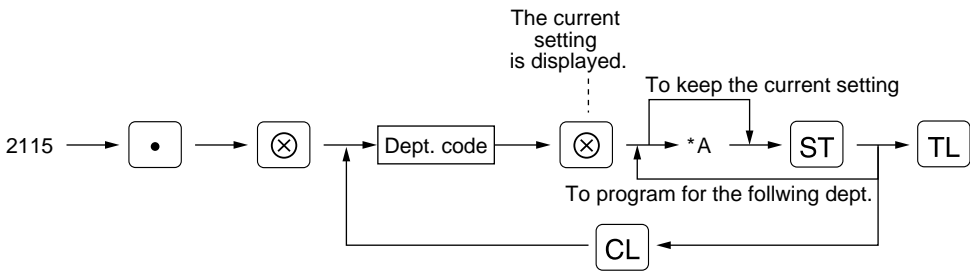 The current
setting
is displayed.
To keep the current setting
2115
•
⊗
Dept. code
⊗
*A
ST
TL
To program for the follwing dept.
CL